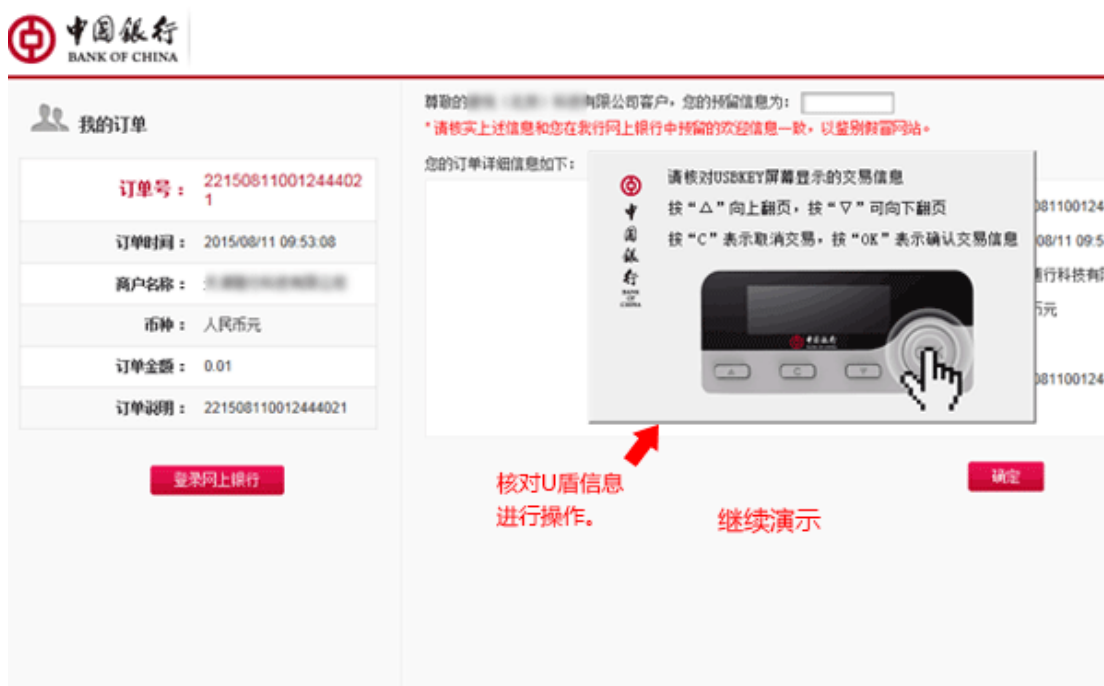 中国银行
BANK OF CHINA
我的订单
订单号：
22150811001244402
1
订单时间： 2015/08/11 09:53:08
商户名称：
币种： 人民币元
订单金额： 0.01
订单说明： 221508110012444021
登录网上银行
尊敬的 有限公司客户，您的预留信息为：
*请核实上述信息和您在我行网上银行中预留的欢迎信息一致，以鉴别假冒网站。
您的订单详细信息如下：
请核对USBKEY屏幕显示的交易信息
按“△”向上翻页，按“▽”可向下翻页
按“C”表示取消交易，按“OK”表示确认交易信息
中国银行
BANK
OF
CHINA
C
081100124
08/11 09:5
行科技有限
币元
081100124
确定
核对U盾信息
进行操作。
继续演示